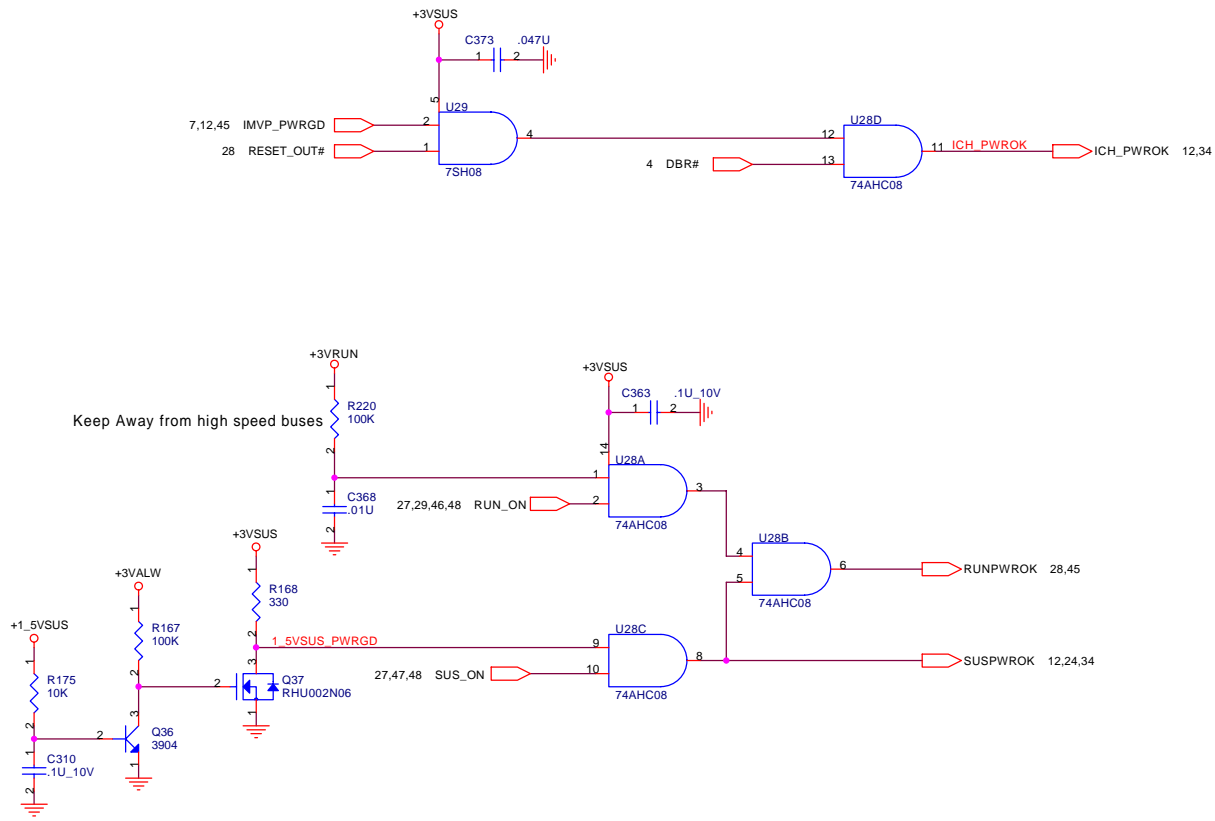 +3VSUS
C373 .047U
1 2
5
U29
7,12,45 IMVP_PWRGD 2
28 RESET_OUT# 1
4
7SH08
U28D
12
4 DBR# 13
11 ICH_PWROK
ICH_PWROK 12,34
74AHC08
+3VRUN
1
Keep Away from high speed buses
R220
100K
2
1
C368
.01U
2
+3VSUS
C363 .1U_10V
1 2
14
U28A
1
27,29,46,48 RUN_ON 2
3
74AHC08
U28B
4
5
6
RUNPWROK 28,45
74AHC08
+3VSUS
1
R168
330
2
1_5VSUS_PWRGD
U28C
9
27,47,48 SUS_ON 10
8
SUSPWROK 12,24,34
74AHC08
+3VALW
1
R167
100K
2
3
2
Q37
RHU002N06
1
+1_5VSUS
1
R175
10K
2
3
2
Q36
3904
1
1
C310
.1U_10V
2